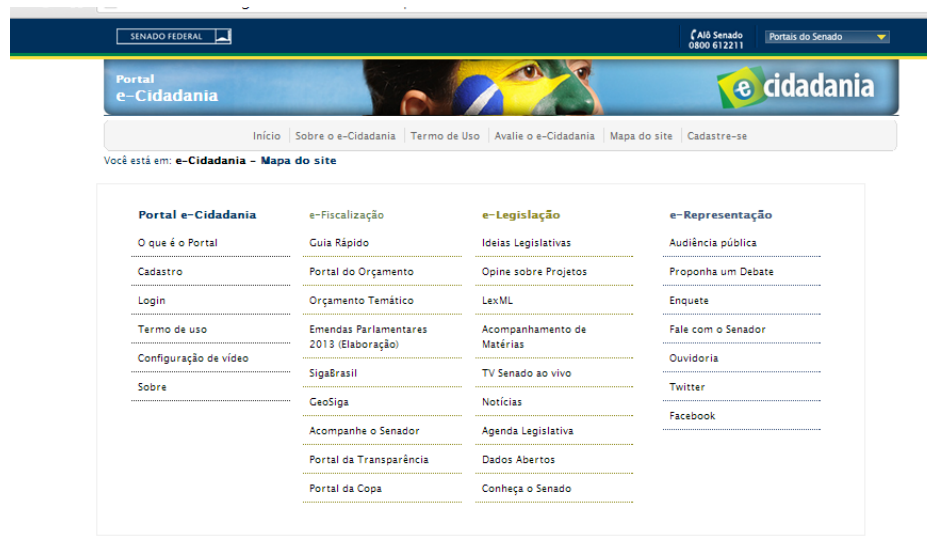 SENADO FEDERAL
Alô Senado
0800 612211
Portais do Senado
Portal
e-Cidadania
e cidadania
Início
Sobre o e-Cidadania
Termo de Uso
Avalie o e-Cidadania
Mapa do site
Cadastre-se
Você está em: e-Cidadania - Mapa do site
Portal e-Cidadania
O que é o Portal
Cadastro
Login
Termo de uso
Configuração de vídeo
Sobre
e-Fiscalização
Guia Rápido
Portal do Orçamento
Orçamento Temático
Emendas Parlamentares
2013 (Elaboração)
SigaBrasil
GeoSiga
Acompanhe o Senador
Portal da Transparência
Portal da Copa
e-Legislação
Ideias Legislativas
Opine sobre Projetos
LexML
Acompanhamento de
Matérias
TV Senado ao vivo
Notícias
Agenda Legislativa
Dados Abertos
Conheça o Senado
e-Representação
Audiência pública
Proponha um Debate
Enquete
Fale com o Senador
Ouvidoria
Twitter
Facebook